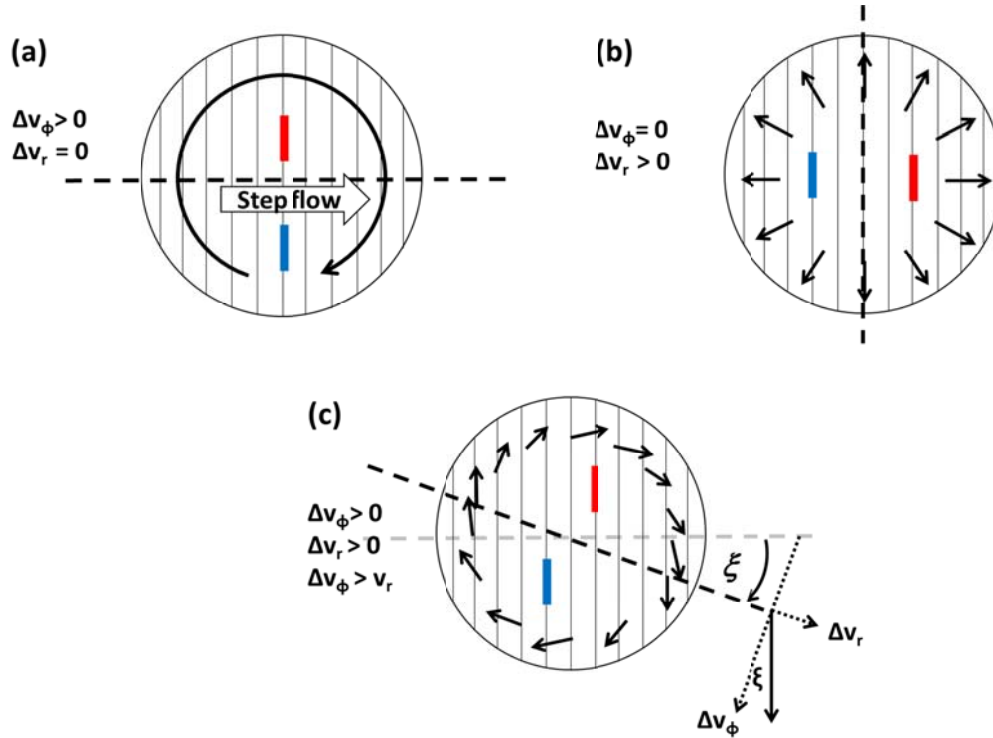 (a)
Δvϕ> 0
Δvr = 0
Step flow
(b)
Δvϕ= 0
Δvr > 0
(c)
Δvϕ> 0
Δvr > 0
Δvϕ> vr
ξ
Δvr
ξ
Δvϕ